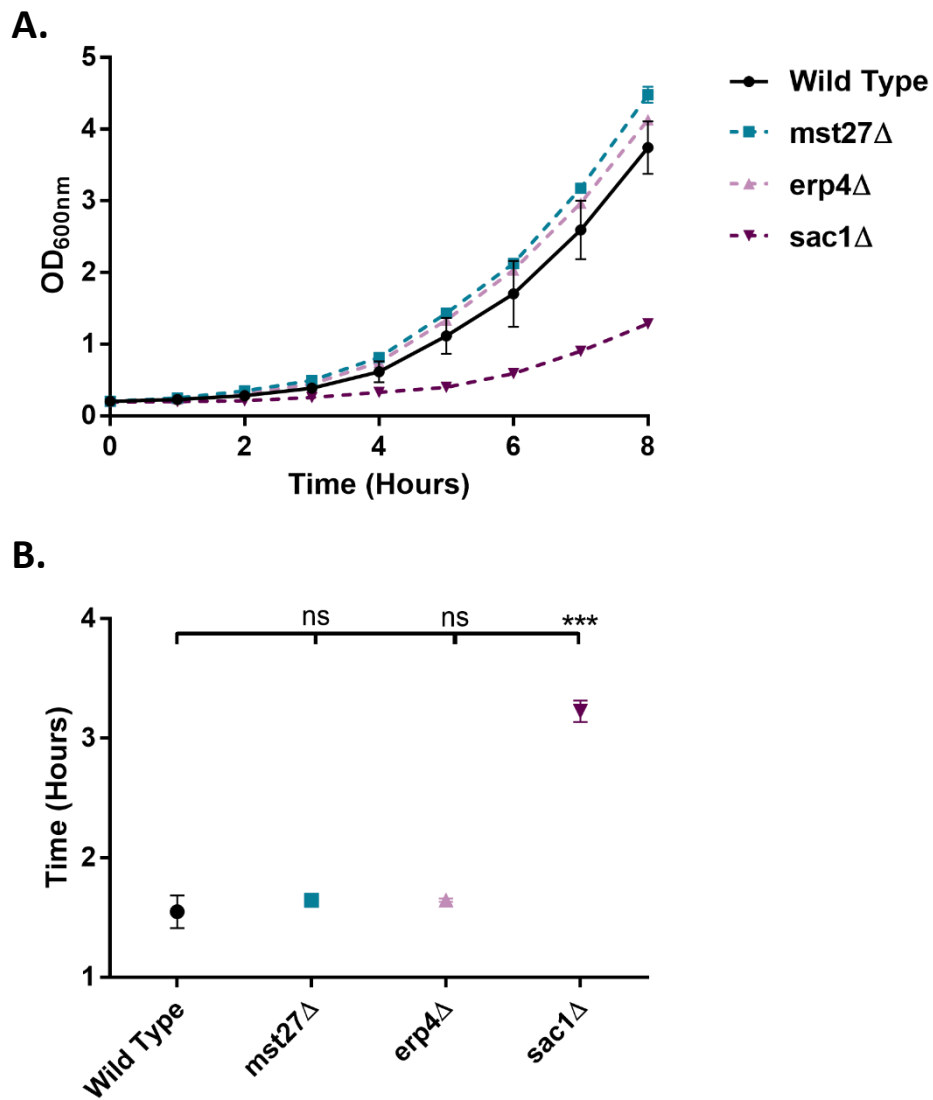 A.
5
4
3
2
1
0
OD600nm
0 2 4 6 8
Time (Hours)
Wild Type
mst27Δ
erp4Δ
sac1Δ
B.
4
3
2
1
Time (Hours)
ns ns ***
Wild Type
mst27Δ
erp4Δ
sac1Δ